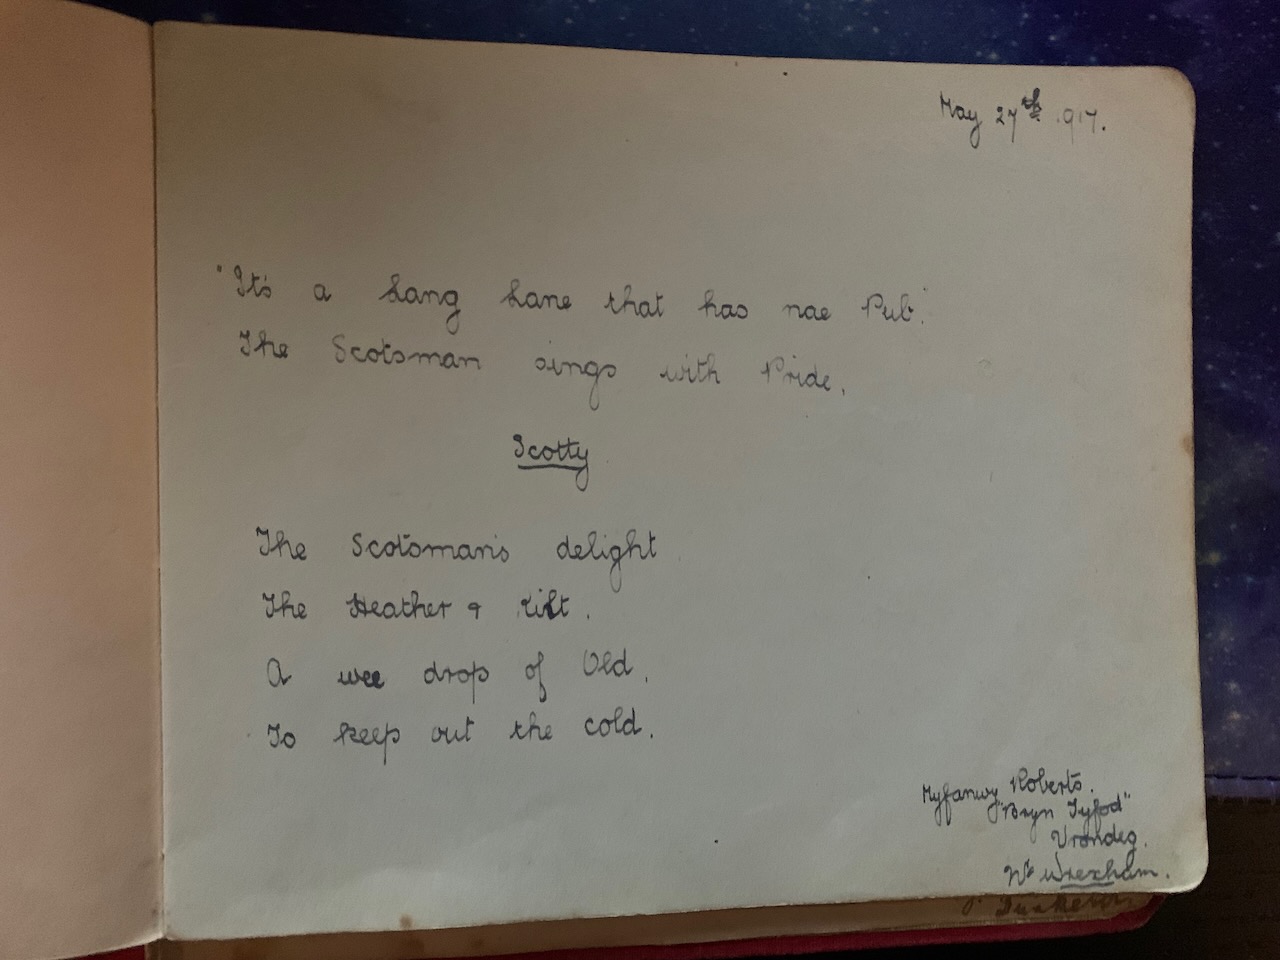 May 27th 1917.
"It's a Lang Lane that has nae Pub".
The Scotsman sings with Pride.
Scotty
The Scotsman's delight
The Heather & Kilt.
A wee drop of Old.
To keep out the cold.
Myfanwy Roberts.
"Bryn Tyfod"
Vrondeg.
Nr Wrexham.